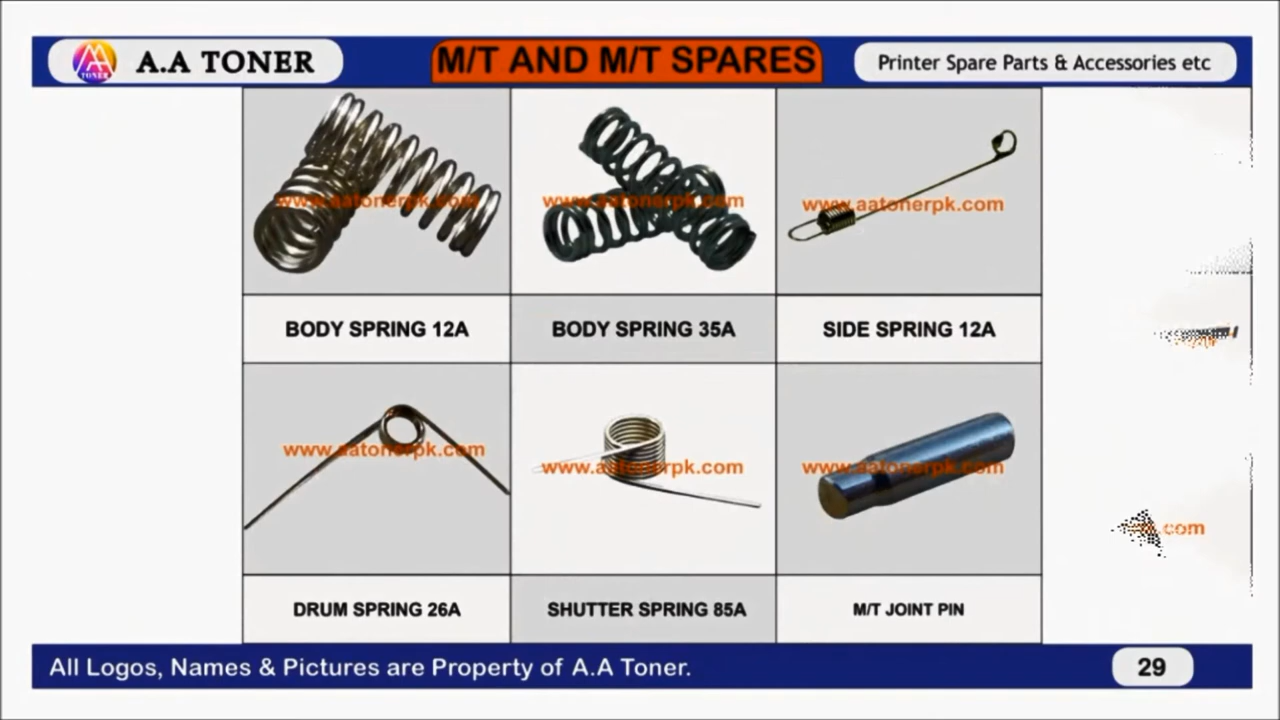 A.A TONER
M/T AND M/T SPARES
Printer Spare Parts & Accessories etc
www.aatonerpk.com
www.aatonerpk.com
www.aatonerpk.com
BODY SPRING 12A
BODY SPRING 35A
SIDE SPRING 12A
www.aatonerpk.com
www.aatonerpk.com
www.aatonerpk.com
.com
DRUM SPRING 26A
SHUTTER SPRING 85A
M/T JOINT PIN
All Logos, Names & Pictures are Property of A.A Toner.
29